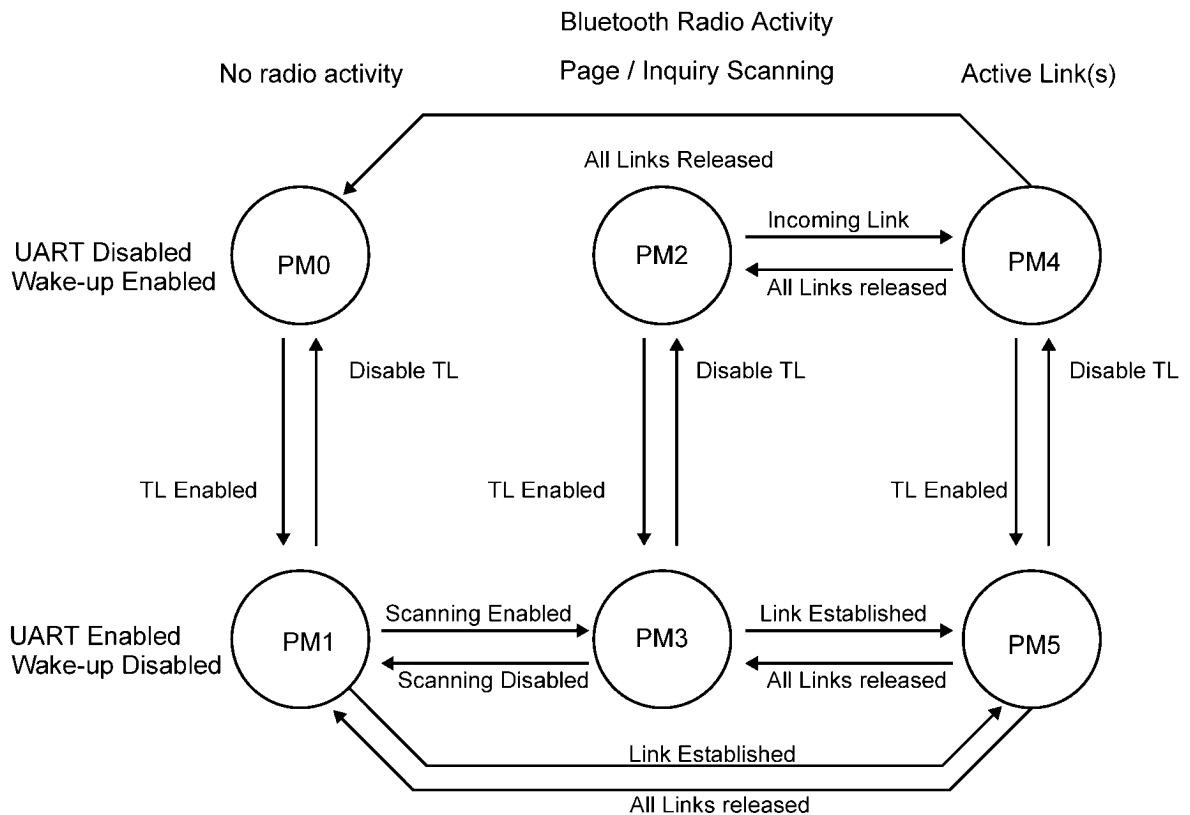 Bluetooth Radio Activity
No radio activity
Page / Inquiry Scanning
Active Link(s)
All Links Released
UART Disabled
Wake-up Enabled
PM0
PM2
Incoming Link
All Links released
PM4
Disable TL
Disable TL
Disable TL
TL Enabled
TL Enabled
TL Enabled
UART Enabled
Wake-up Disabled
PM1
Scanning Enabled
Scanning Disabled
PM3
Link Established
All Links released
PM5
Link Established
All Links released